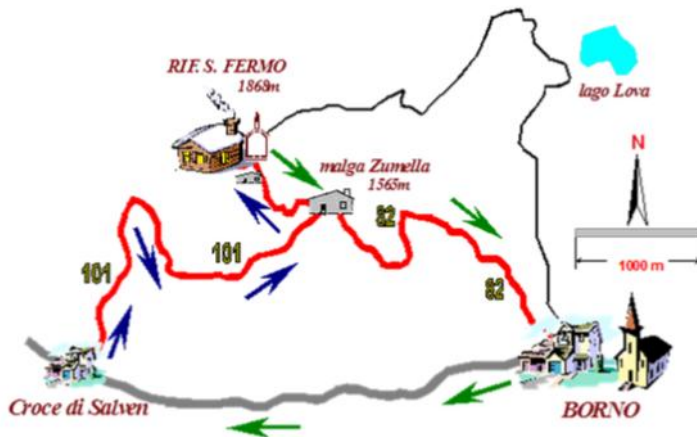 RIF. S. FERMO
1868m
lago Lova
malga Zumella
1565m
N
82
101
101
82
1000 m
Croce di Salven
BORNO